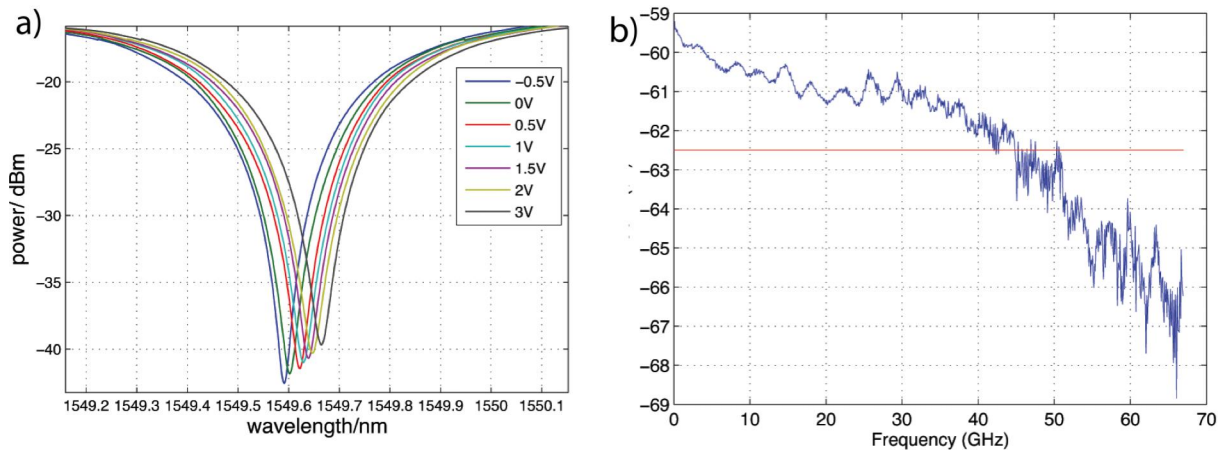 a)
power/ dBm
−20
−25
−30
−35
−40
−0.5V
0V
0.5V
1V
1.5V
2V
3V
1549.2 1549.3 1549.4 1549.5 1549.6 1549.7 1549.8 1549.9 1550 1550.1
wavelength/nm
b)
−59
−60
−61
−62
−63
−64
−65
−66
−67
−68
−69
0 10 20 30 40 50 60 70
Frequency (GHz)